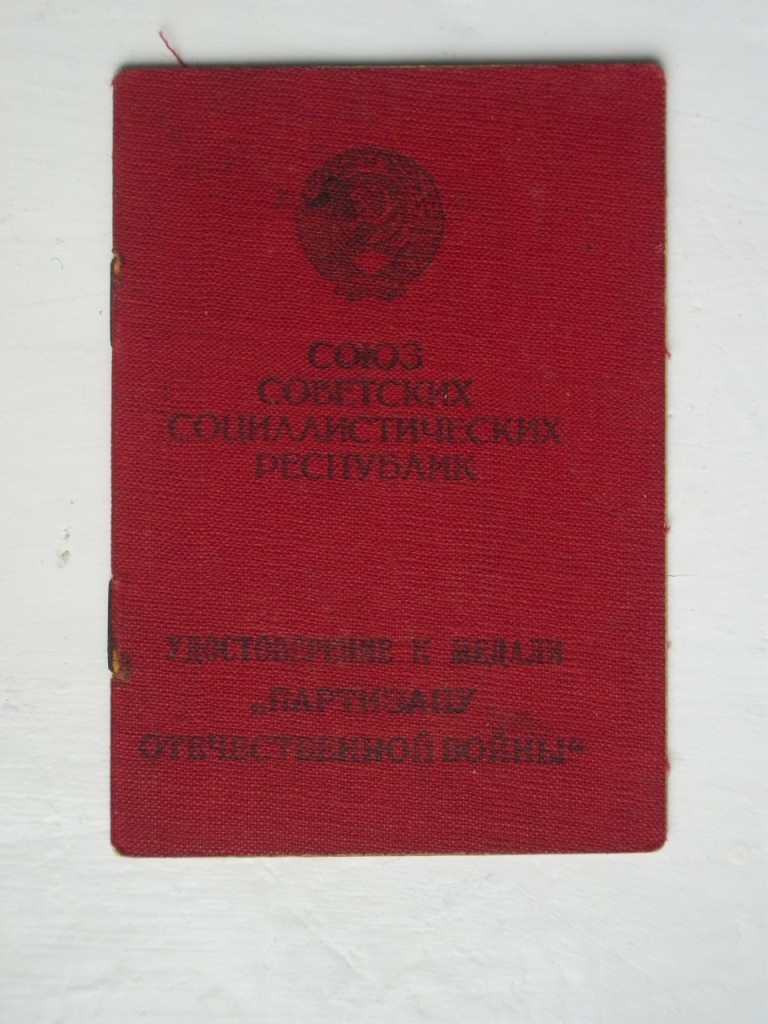 СОЮЗ
СОВЕТСКИХ
СОЦИАЛИСТИЧЕСКИХ
РЕСПУБЛИК
УДОСТОВЕРЕНИЕ К МЕДАЛИ
„ПАРТИЗАНУ
ОТЕЧЕСТВЕННОЙ ВОЙНЫ“